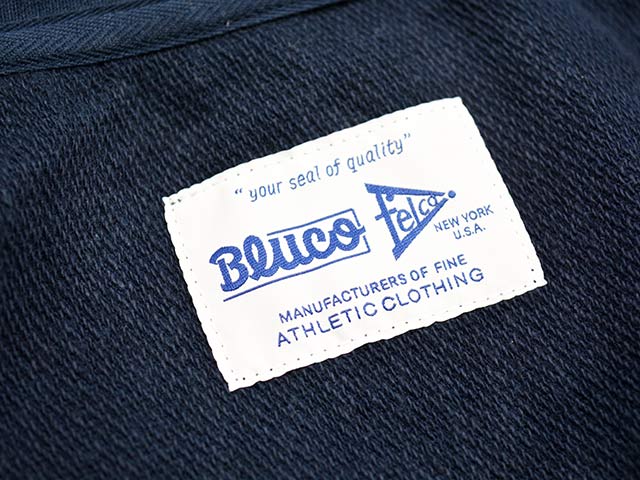 "your seal of quality"
Bluco Felco
NEW YORK
U.S.A.
MANUFACTURERS OF FINE
ATHLETIC CLOTHING